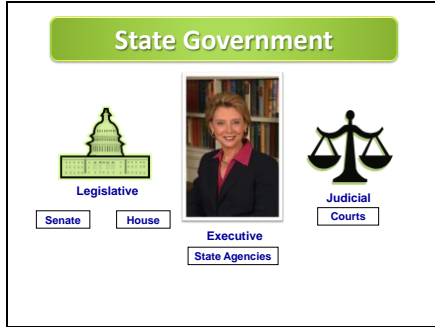 State Government
Legislative
Senate
House
Executive
State Agencies
Judicial
Courts